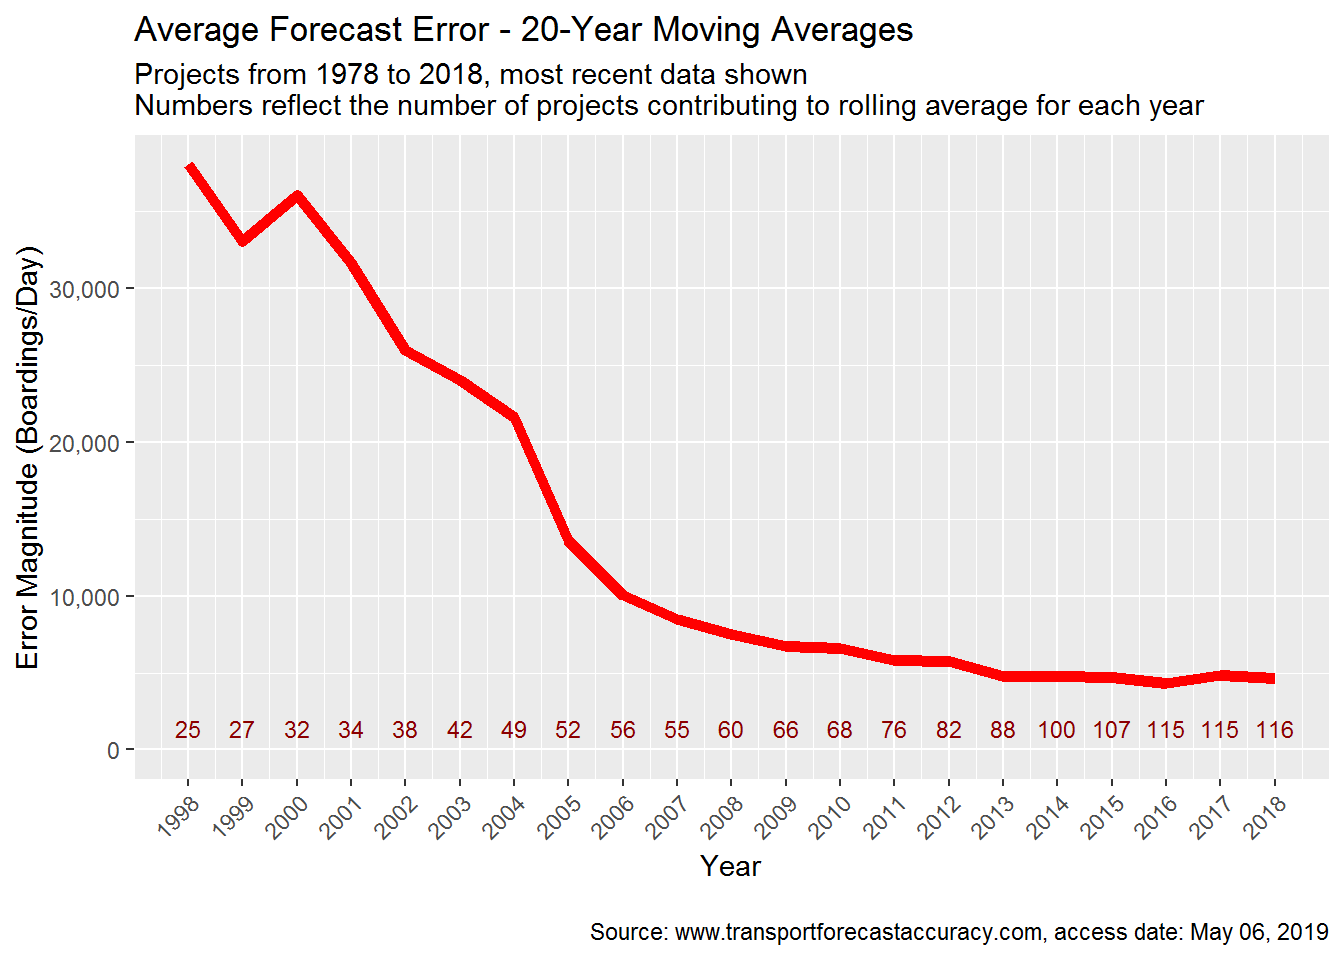 Average Forecast Error - 20-Year Moving Averages
Projects from 1978 to 2018, most recent data shown
Numbers reflect the number of projects contributing to rolling average for each year
Error Magnitude (Boardings/Day)
30,000
20,000
10,000
0
25 27 32 34 38 42 49 52 56 55 60 66 68 76 82 88 100 107 115 115 116
1998 1999 2000 2001 2002 2003 2004 2005 2006 2007 2008 2009 2010 2011 2012 2013 2014 2015 2016 2017 2018
Year
Source: www.transportforecastaccuracy.com, access date: May 06, 2019